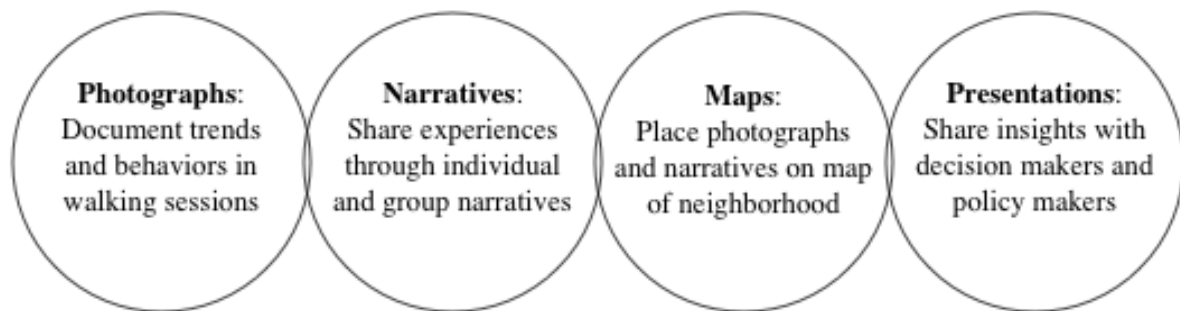 Photographs:
Document trends
and behaviors in
walking sessions
Narratives:
Share experiences
through individual
and group narratives
Maps:
Place photographs
and narratives on map
of neighborhood
Presentations:
Share insights with
decision makers and
policy makers